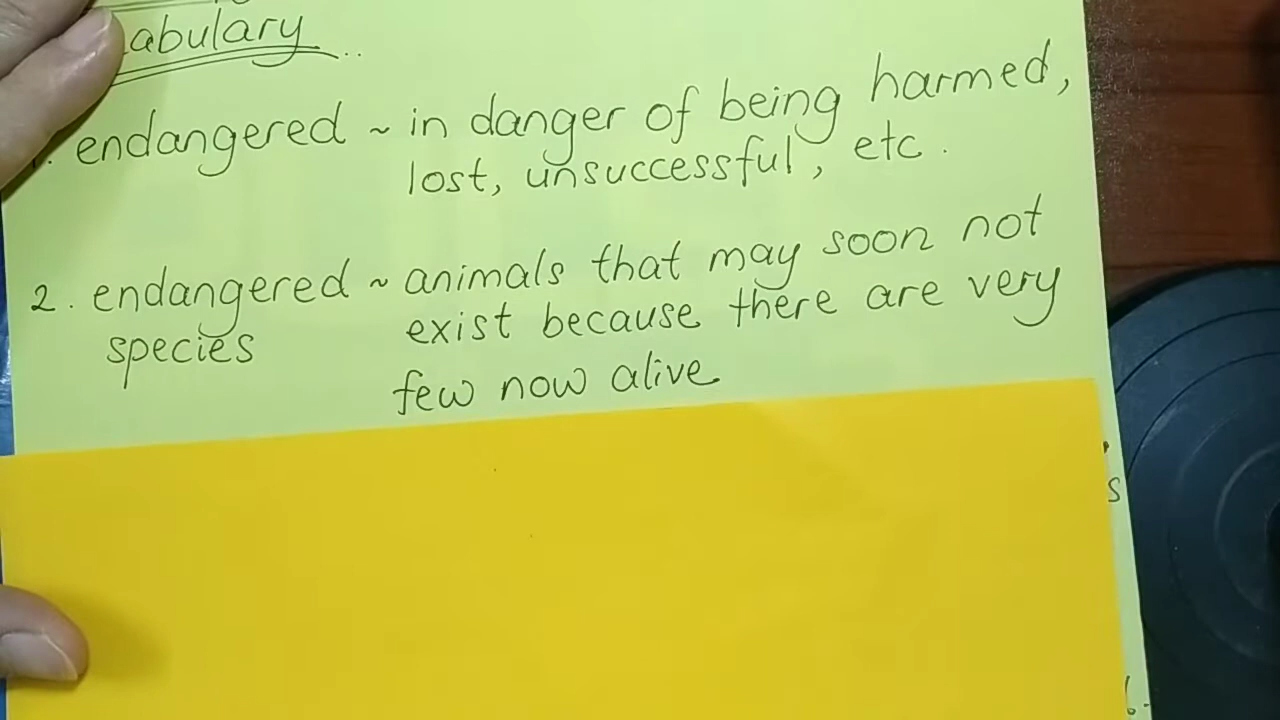 abulary
1. endangered ~ in danger of being harmed,
lost, unsuccessful, etc.
2. endangered ~ animals that may soon not
species exist because there are very
few now alive
s